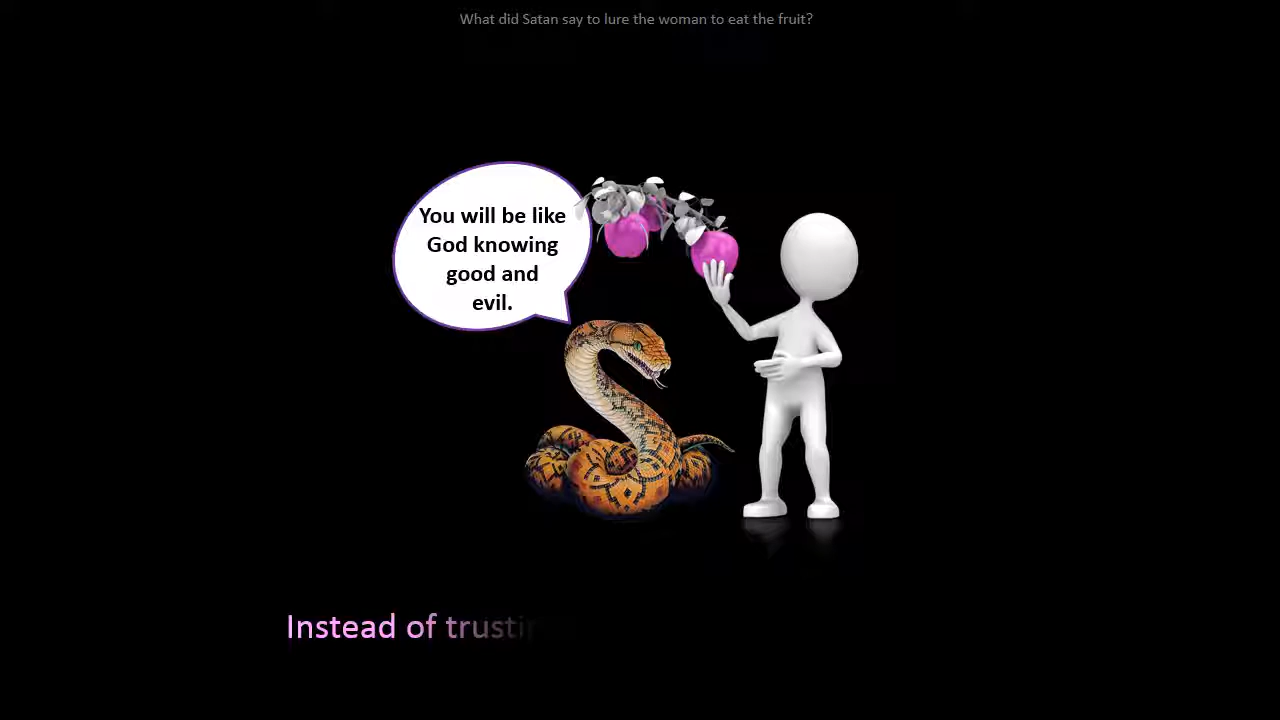 What did Satan say to lure the woman to eat the fruit?
You will be like
God knowing
good and
evil.
Instead of